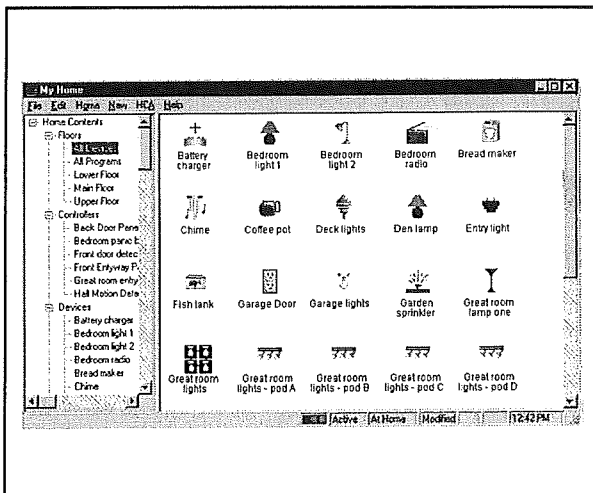 My Home
File Edit Home New HCA Help
Home Contents
Floors
All Programs
Lower Floor
Main Floor
Upper Floor
Controllers
Back Door Pane
Bedroom panic b
Front door detec
Front Entyway P
Great room entry
Hall Motion Dete
Devices
Battery charger
Bedroom light 1
Bedroom light 2
Bedroom radio
Bread maker
Chime
Battery
charger
Bedroom
light 1
Bedroom
light 2
Bedroom
radio
Bread maker
Chime
Coffee pot
Deck lights
Den lamp
Entry light
Fish tank
Garage Door
Garage lights
Garden
sprinkler
Great room
lamp one
Great room
lights
Great room
lights - pod A
Great room
lights - pod B
Great room
lights - pod C
Great room
lights - pod D
Active At Home Modified 12:42 PM